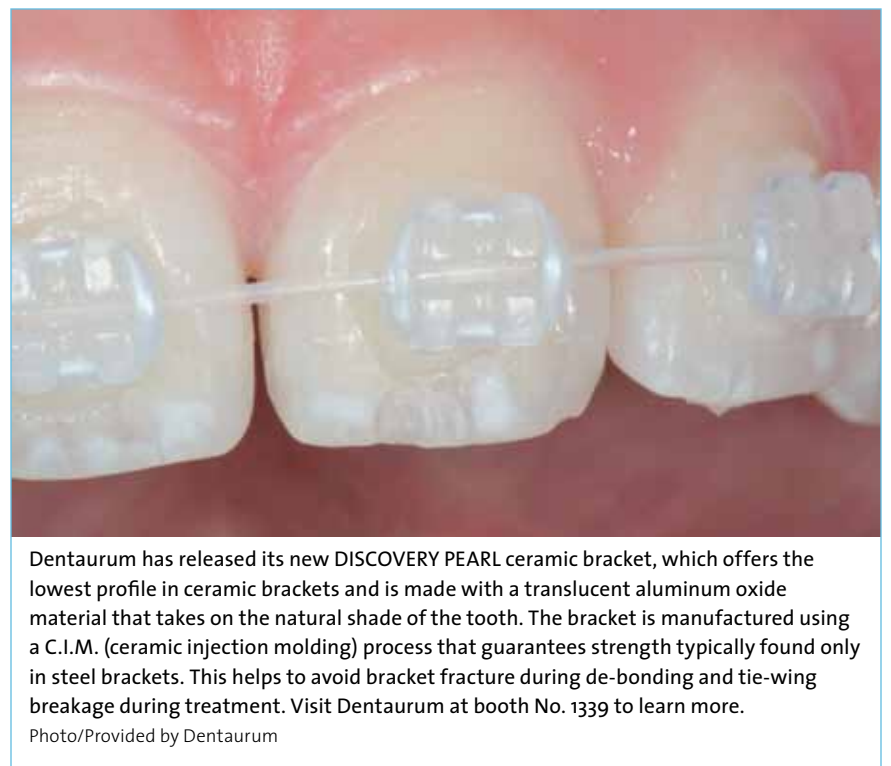 Dentaurum has released its new DISCOVERY PEARL ceramic bracket, which offers the
lowest profile in ceramic brackets and is made with a translucent aluminum oxide
material that takes on the natural shade of the tooth. The bracket is manufactured using
a C.I.M. (ceramic injection molding) process that guarantees strength typically found only
in steel brackets. This helps to avoid bracket fracture during de-bonding and tie-wing
breakage during treatment. Visit Dentaurum at booth No. 1339 to learn more.
Photo/Provided by Dentaurum